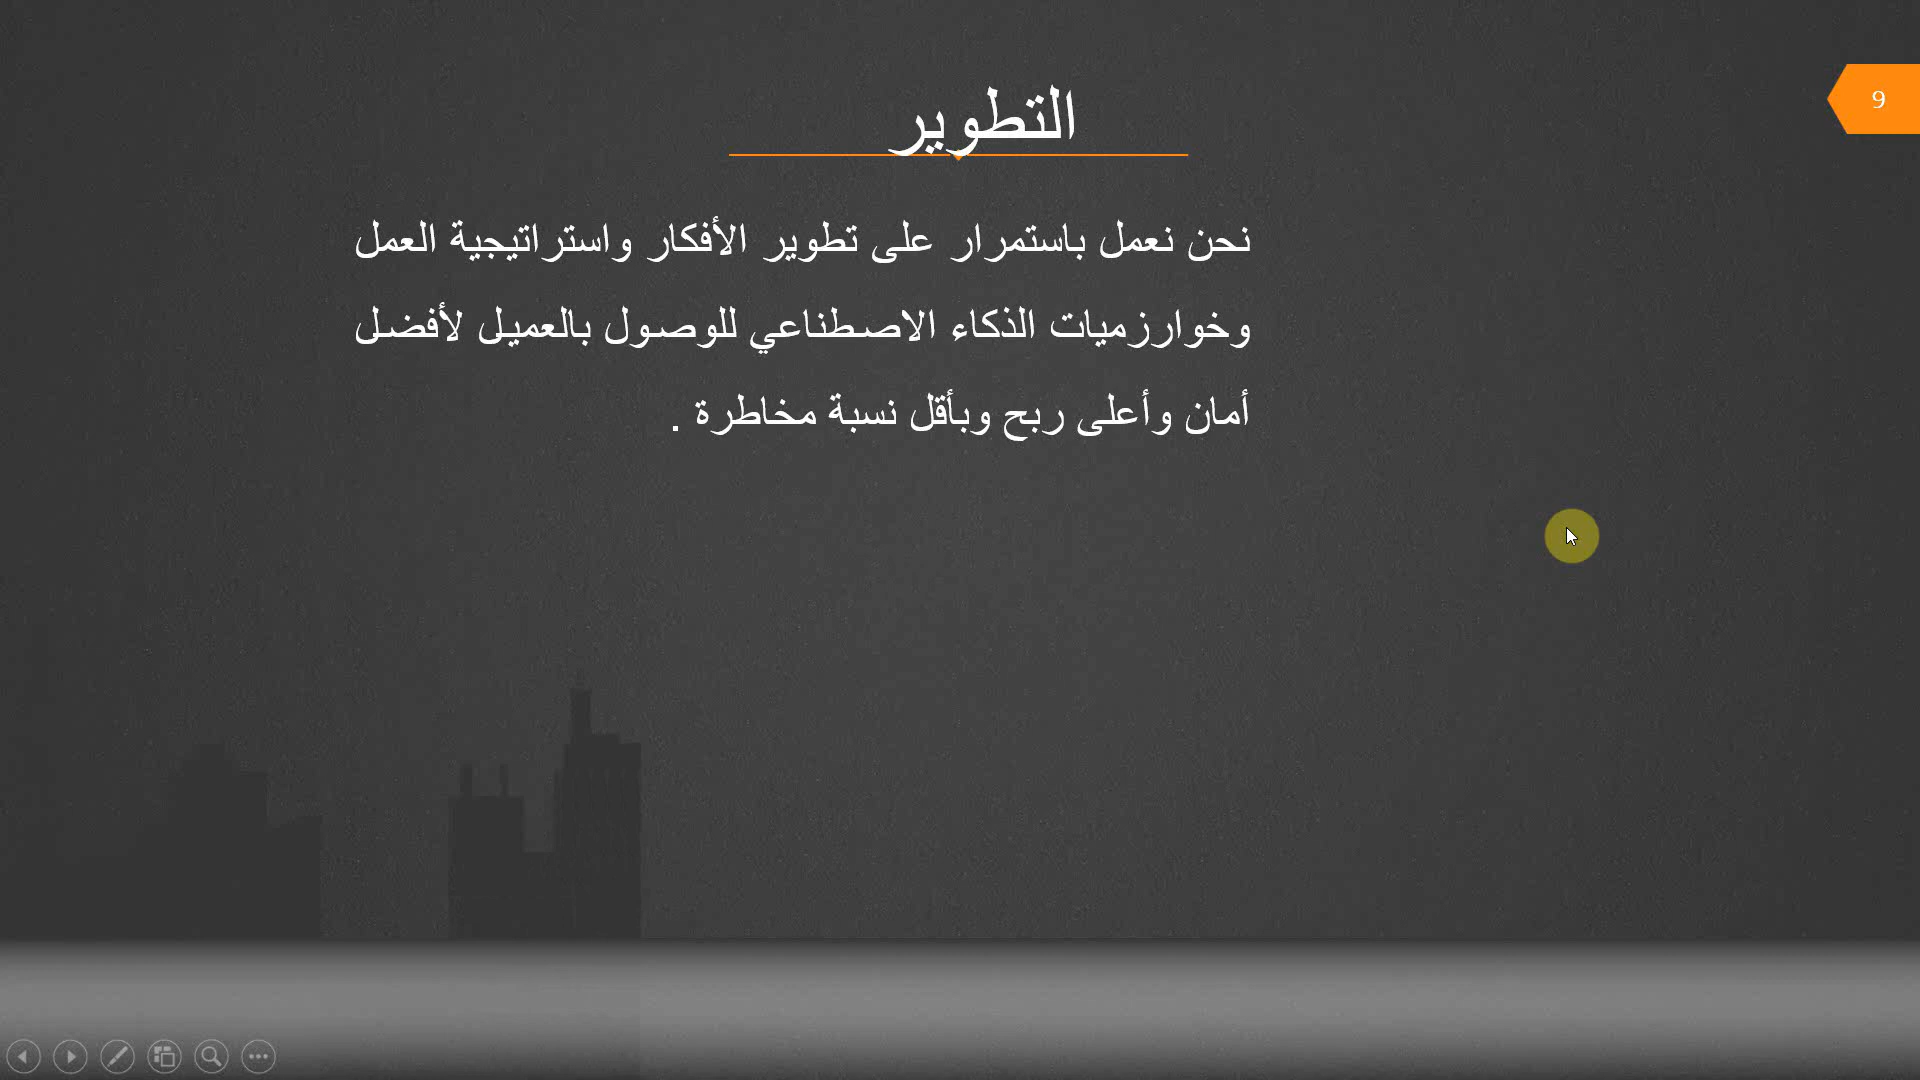 التطوير
9
نحن نعمل باستمرار على تطوير الأفكار واستراتيجية العمل
وخوارزميات الذكاء الاصطناعي للوصول بالعميل لأفضل
أمان وأعلى ربح وبأقل نسبة مخاطرة .